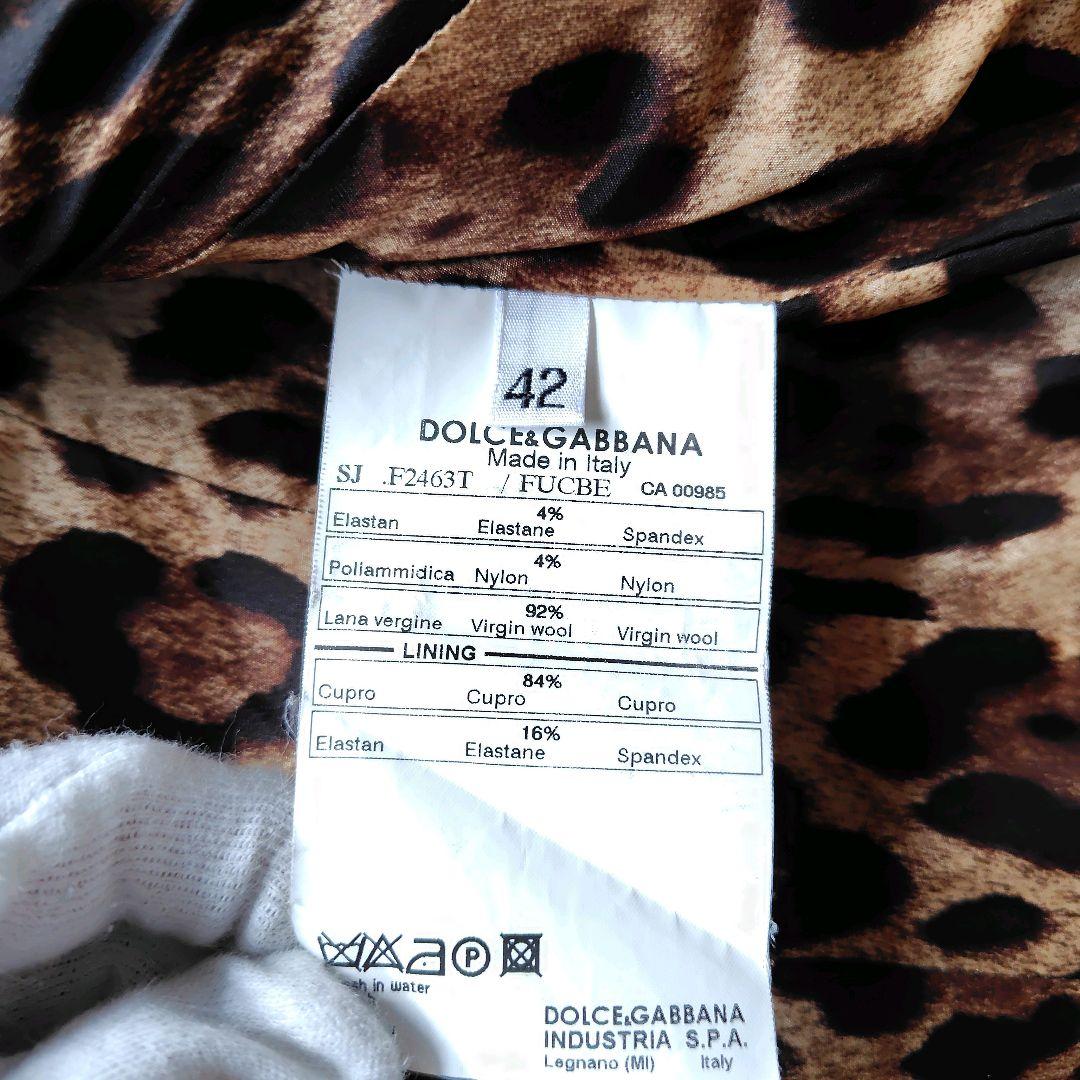 42
DOLCE&GABBANA
Made in Italy
SJ .F2463T / FUCBE CA 00985
4%
Elastan Elastane Spandex
4%
Poliammidica Nylon Nylon
92%
Lana vergine Virgin wool Virgin wool
LINING
84%
Cupro Cupro Cupro
16%
Elastan Elastane Spandex
P
in water
DOLCE&GABBANA
INDUSTRIA S.P.A.
Legnano (MI) Italy